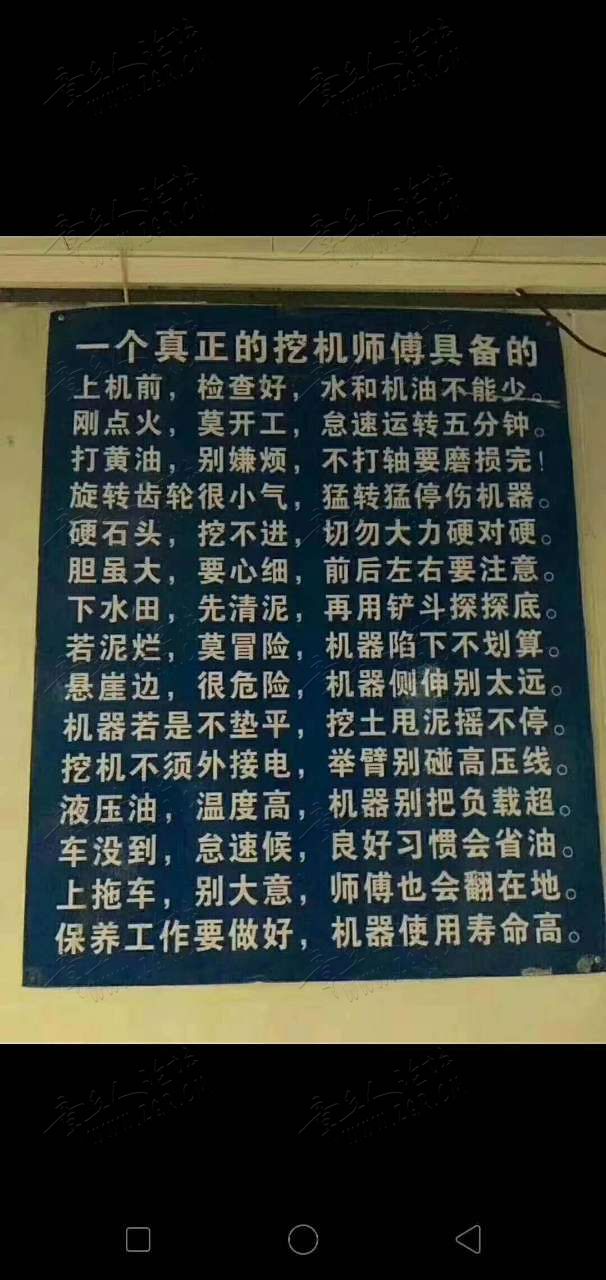 一个真正的挖机师傅具备的
上机前，检查好，水和机油不能少。
刚点火，莫开工，怠速运转五分钟。
打黄油，别嫌烦，不打轴要磨损完！
旋转齿轮很小气，猛转猛停伤机器。
硬石头，挖不进，切勿大力硬对硬。
胆虽大，要心细，前后左右要注意。
下水田，先清泥，再用铲斗探探底。
若泥烂，莫冒险，机器陷下不划算。
悬崖边，很危险，机器侧伸别太远。
机器若是不垫平，挖土甩泥摇不停。
挖机不须外接电，举臂别碰高压线。
液压油，温度高，机器别把负载超。
车没到，怠速候，良好习惯会省油。
上拖车，别大意，师傅也会翻在地。
保养工作要做好，机器使用寿命高。